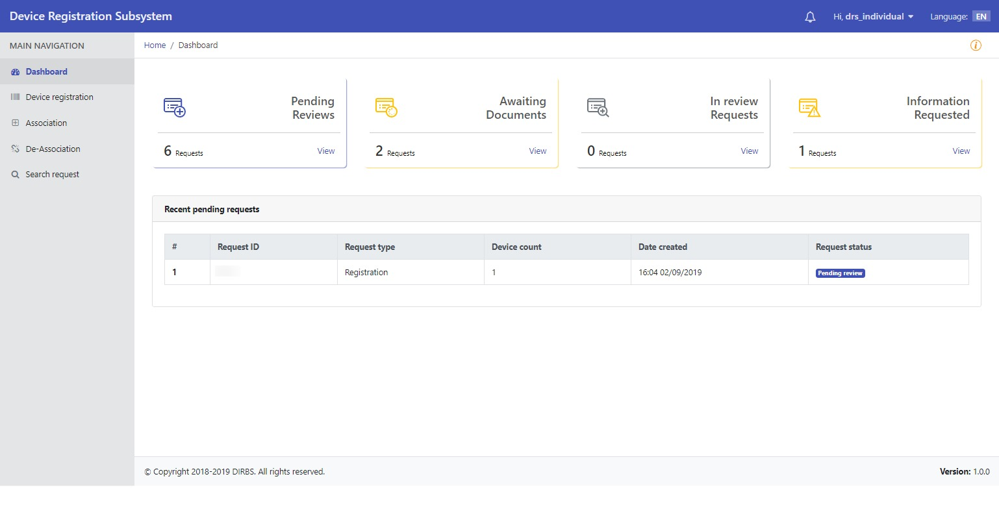 Device Registration Subsystem
Hi, drs_individual
Language: EN
MAIN NAVIGATION
Dashboard
Device registration
Association
De-Association
Search request
Home / Dashboard
Pending
Reviews
6 Requests
View
Awaiting
Documents
2 Requests
View
In review
Requests
0 Requests
View
Information
Requested
1 Requests
View
Recent pending requests
# Request ID Request type Device count Date created Request status
1 Registration 1 16:04 02/09/2019 Pending review
© Copyright 2018-2019 DIRBS. All rights reserved.
Version: 1.0.0